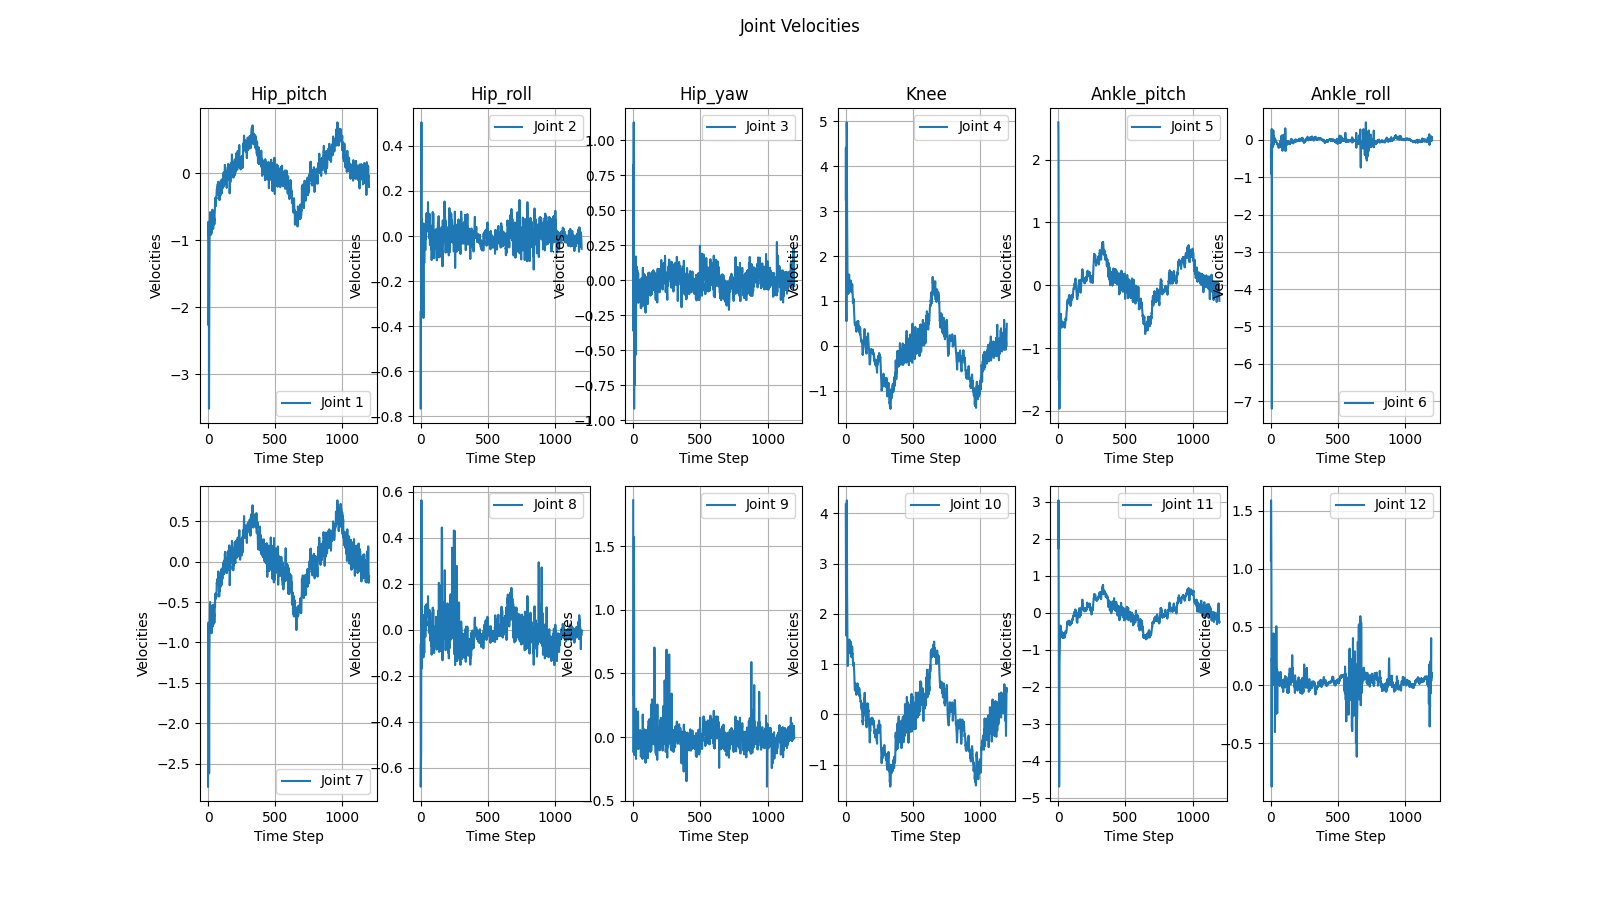 Joint Velocities
Hip_pitch Hip_roll Hip_yaw Knee Ankle_pitch Ankle_roll
Joint 1
Velocities
0
−1
−2
−3
0 500 1000
Time Step
Joint 2
Velocities
0.4
0.2
0.0
−0.2
−0.4
−0.6
−0.8
0 500 1000
Time Step
Joint 3
Velocities
1.00
0.75
0.50
0.25
0.00
−0.25
−0.50
−0.75
−1.00
0 500 1000
Time Step
Joint 4
Velocities
5
4
3
2
1
0
−1
0 500 1000
Time Step
Joint 5
Velocities
2
1
0
−1
−2
0 500 1000
Time Step
Joint 6
Velocities
0
−1
−2
−3
−4
−5
−6
−7
0 500 1000
Time Step
Joint 7
Velocities
0.5
0.0
−0.5
−1.0
−1.5
−2.0
−2.5
0 500 1000
Time Step
Joint 8
Velocities
0.6
0.4
0.2
0.0
−0.2
−0.4
−0.6
0 500 1000
Time Step
Joint 9
Velocities
1.5
1.0
0.5
0.0
−0.5
0 500 1000
Time Step
Joint 10
Velocities
4
3
2
1
0
−1
0 500 1000
Time Step
Joint 11
Velocities
3
2
1
0
−1
−2
−3
−4
−5
0 500 1000
Time Step
Joint 12
Velocities
1.5
1.0
0.5
0.0
−0.5
0 500 1000
Time Step